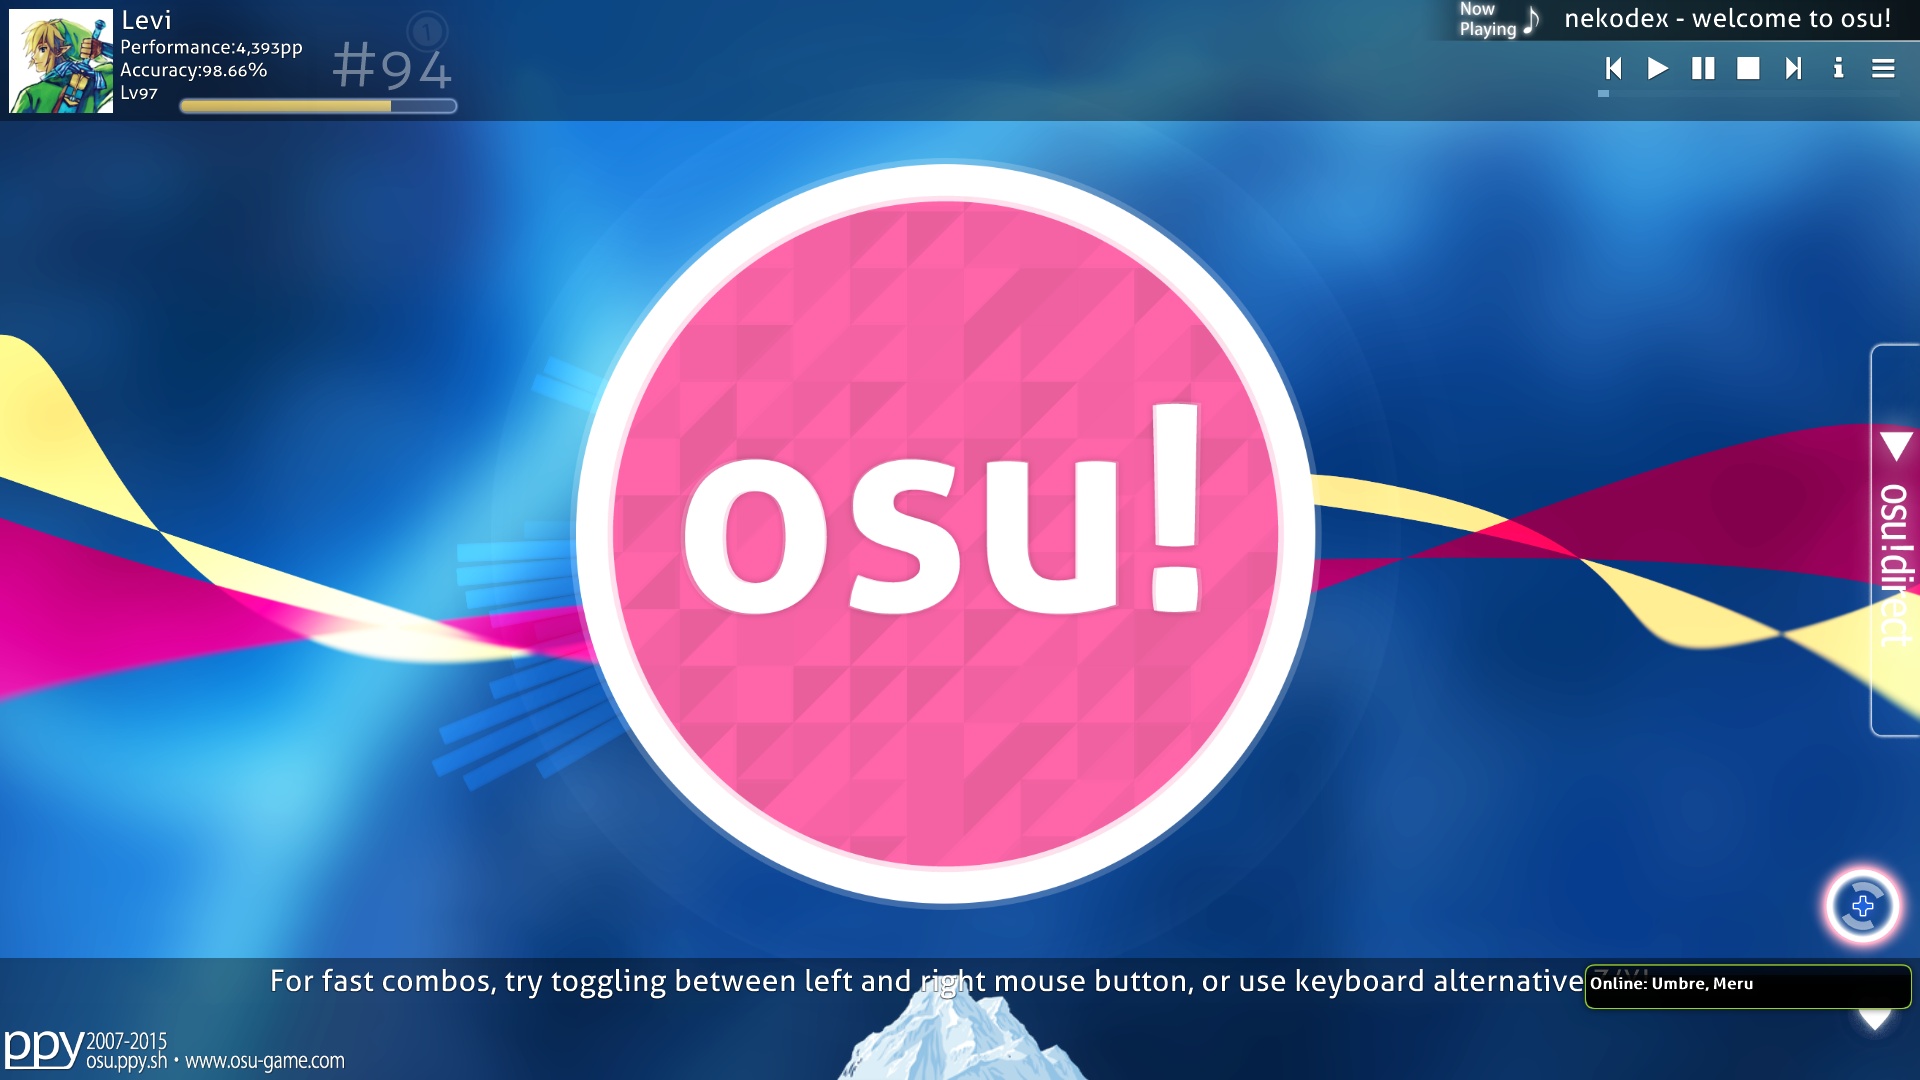 Levi
Performance:4,393pp
Accuracy:98.66%
Lv97
1
#94
Now
Playing
nekodex - welcome to osu!
osu!
osu!direct
For fast combos, try toggling between left and right mouse button, or use keyboard alternative
Online: Umbre, Meru
ppy 2007-2015
osu.ppy.sh • www.osu-game.com